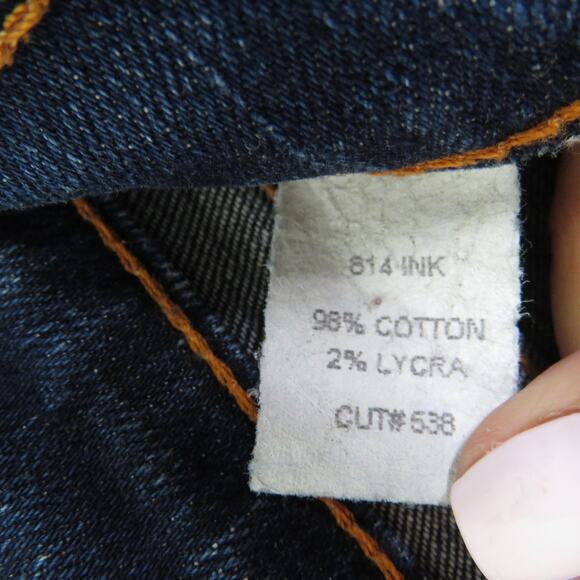 814 INK
98% COTTON
2% LYCRA
CUT# 538